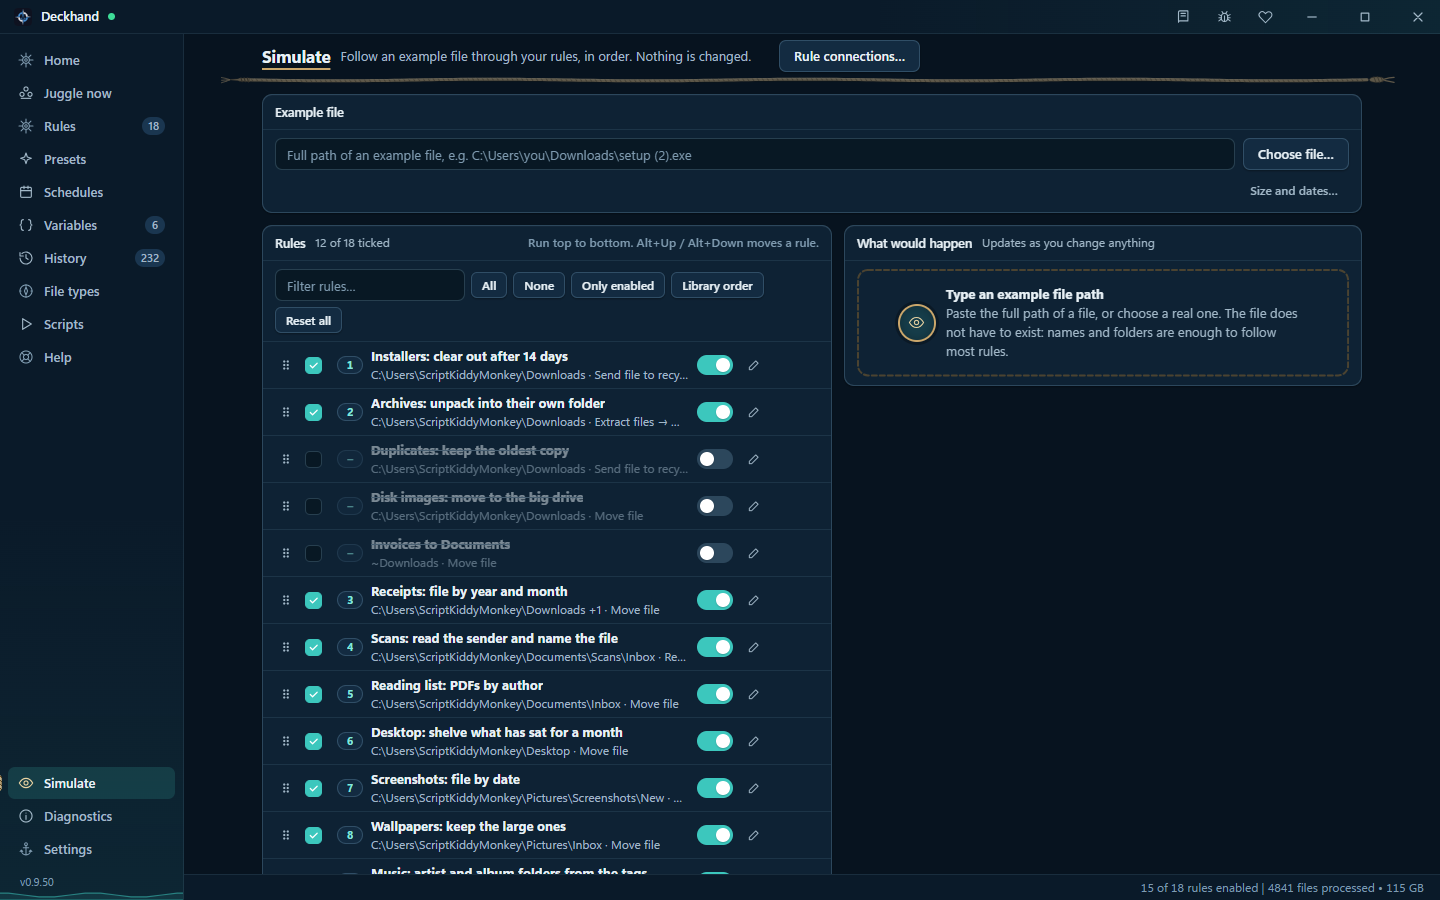 Deckhand
Home
Juggle now
Rules 18
Presets
Schedules
Variables 6
History 232
File types
Scripts
Help
Simulate
Diagnostics
Settings
v0.9.50
Simulate Follow an example file through your rules, in order. Nothing is changed. Rule connections...
Example file
Full path of an example file, e.g. C:\Users\you\Downloads\setup (2).exe Choose file...
Size and dates...
Rules 12 of 18 ticked Run top to bottom. Alt+Up / Alt+Down moves a rule.
Filter rules... All None Only enabled Library order
Reset all
1 Installers: clear out after 14 days
C:\Users\ScriptKiddyMonkey\Downloads · Send file to recy...
2 Archives: unpack into their own folder
C:\Users\ScriptKiddyMonkey\Downloads · Extract files → ...
– Duplicates: keep the oldest copy
C:\Users\ScriptKiddyMonkey\Downloads · Send file to recy...
– Disk images: move to the big drive
C:\Users\ScriptKiddyMonkey\Downloads · Move file
– Invoices to Documents
~Downloads · Move file
3 Receipts: file by year and month
C:\Users\ScriptKiddyMonkey\Downloads +1 · Move file
4 Scans: read the sender and name the file
C:\Users\ScriptKiddyMonkey\Documents\Scans\Inbox · Re...
5 Reading list: PDFs by author
C:\Users\ScriptKiddyMonkey\Documents\Inbox · Move file
6 Desktop: shelve what has sat for a month
C:\Users\ScriptKiddyMonkey\Desktop · Move file
7 Screenshots: file by date
C:\Users\ScriptKiddyMonkey\Pictures\Screenshots\New · ...
8 Wallpapers: keep the large ones
C:\Users\ScriptKiddyMonkey\Pictures\Inbox · Move file
Music: artist and album folders from the tags
What would happen Updates as you change anything
Type an example file path
Paste the full path of a file, or choose a real one. The file does
not have to exist: names and folders are enough to follow
most rules.
15 of 18 rules enabled | 4841 files processed • 115 GB